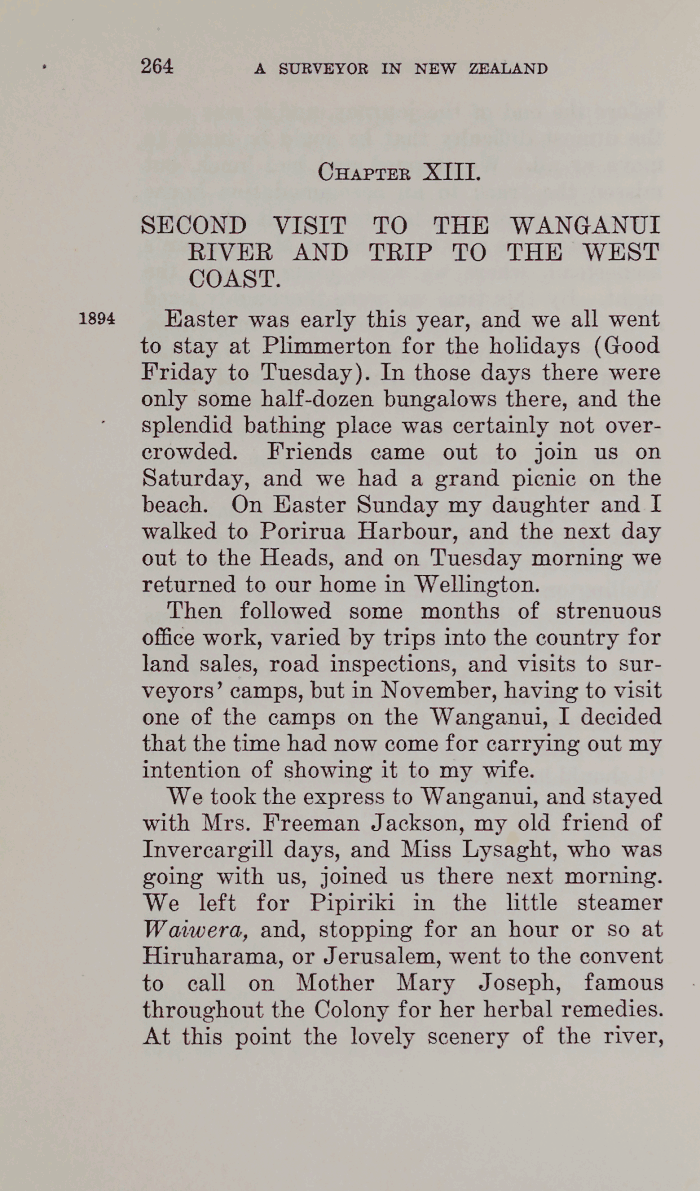 264 A SURVEYOR IN NEW ZEALAND
CHAPTER XIII.
SECOND VISIT TO THE WANGANUI
RIVER AND TRIP TO THE WEST
COAST.
1894 Easter was early this year, and we all went
to stay at Plimmerton for the holidays (Good
Friday to Tuesday). In those days there were
only some half-dozen bungalows there, and the
splendid bathing place was certainly not over-
crowded. Friends came out to join us on
Saturday, and we had a grand picnic on the
beach. On Easter Sunday my daughter and I
walked to Porirua Harbour, and the next day
out to the Heads, and on Tuesday morning we
returned to our home in Wellington.
Then followed some months of strenuous
office work, varied by trips into the country for
land sales, road inspections, and visits to sur-
veyors’ camps, but in November, having to visit
one of the camps on the Wanganui, I decided
that the time had now come for carrying out my
intention of showing it to my wife.
We took the express to Wanganui, and stayed
with Mrs. Freeman Jackson, my old friend of
Invercargill days, and Miss Lysaght, who was
going with us, joined us there next morning.
We left for Pipiriki in the little steamer
Waiwera, and, stopping for an hour or so at
Hiruharama, or Jerusalem, went to the convent
to call on Mother Mary Joseph, famous
throughout the Colony for her herbal remedies.
At this point the lovely scenery of the river,